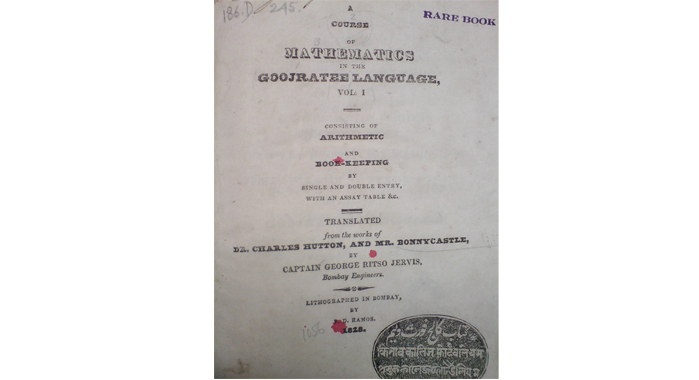 186.D 245.
RARE BOOK
A
COURSE
OF
MATHEMATICS
IN THE
GOOJRATEE LANGUAGE,
VOL. I
CONSISTING OF
ARITHMETIC
AND
BOOK-KEEPING
BY
SINGLE AND DOUBLE ENTRY,
WITH AN ASSAY TABLE &c.
TRANSLATED
from the works of
DR. CHARLES HUTTON, AND MR. BONNYCASTLE,
BY
CAPTAIN GEORGE RITSO JERVIS,
Bombay Engineers.
LITHOGRAPHED IN BOMBAY,
BY
D. RAMOS.
1828.